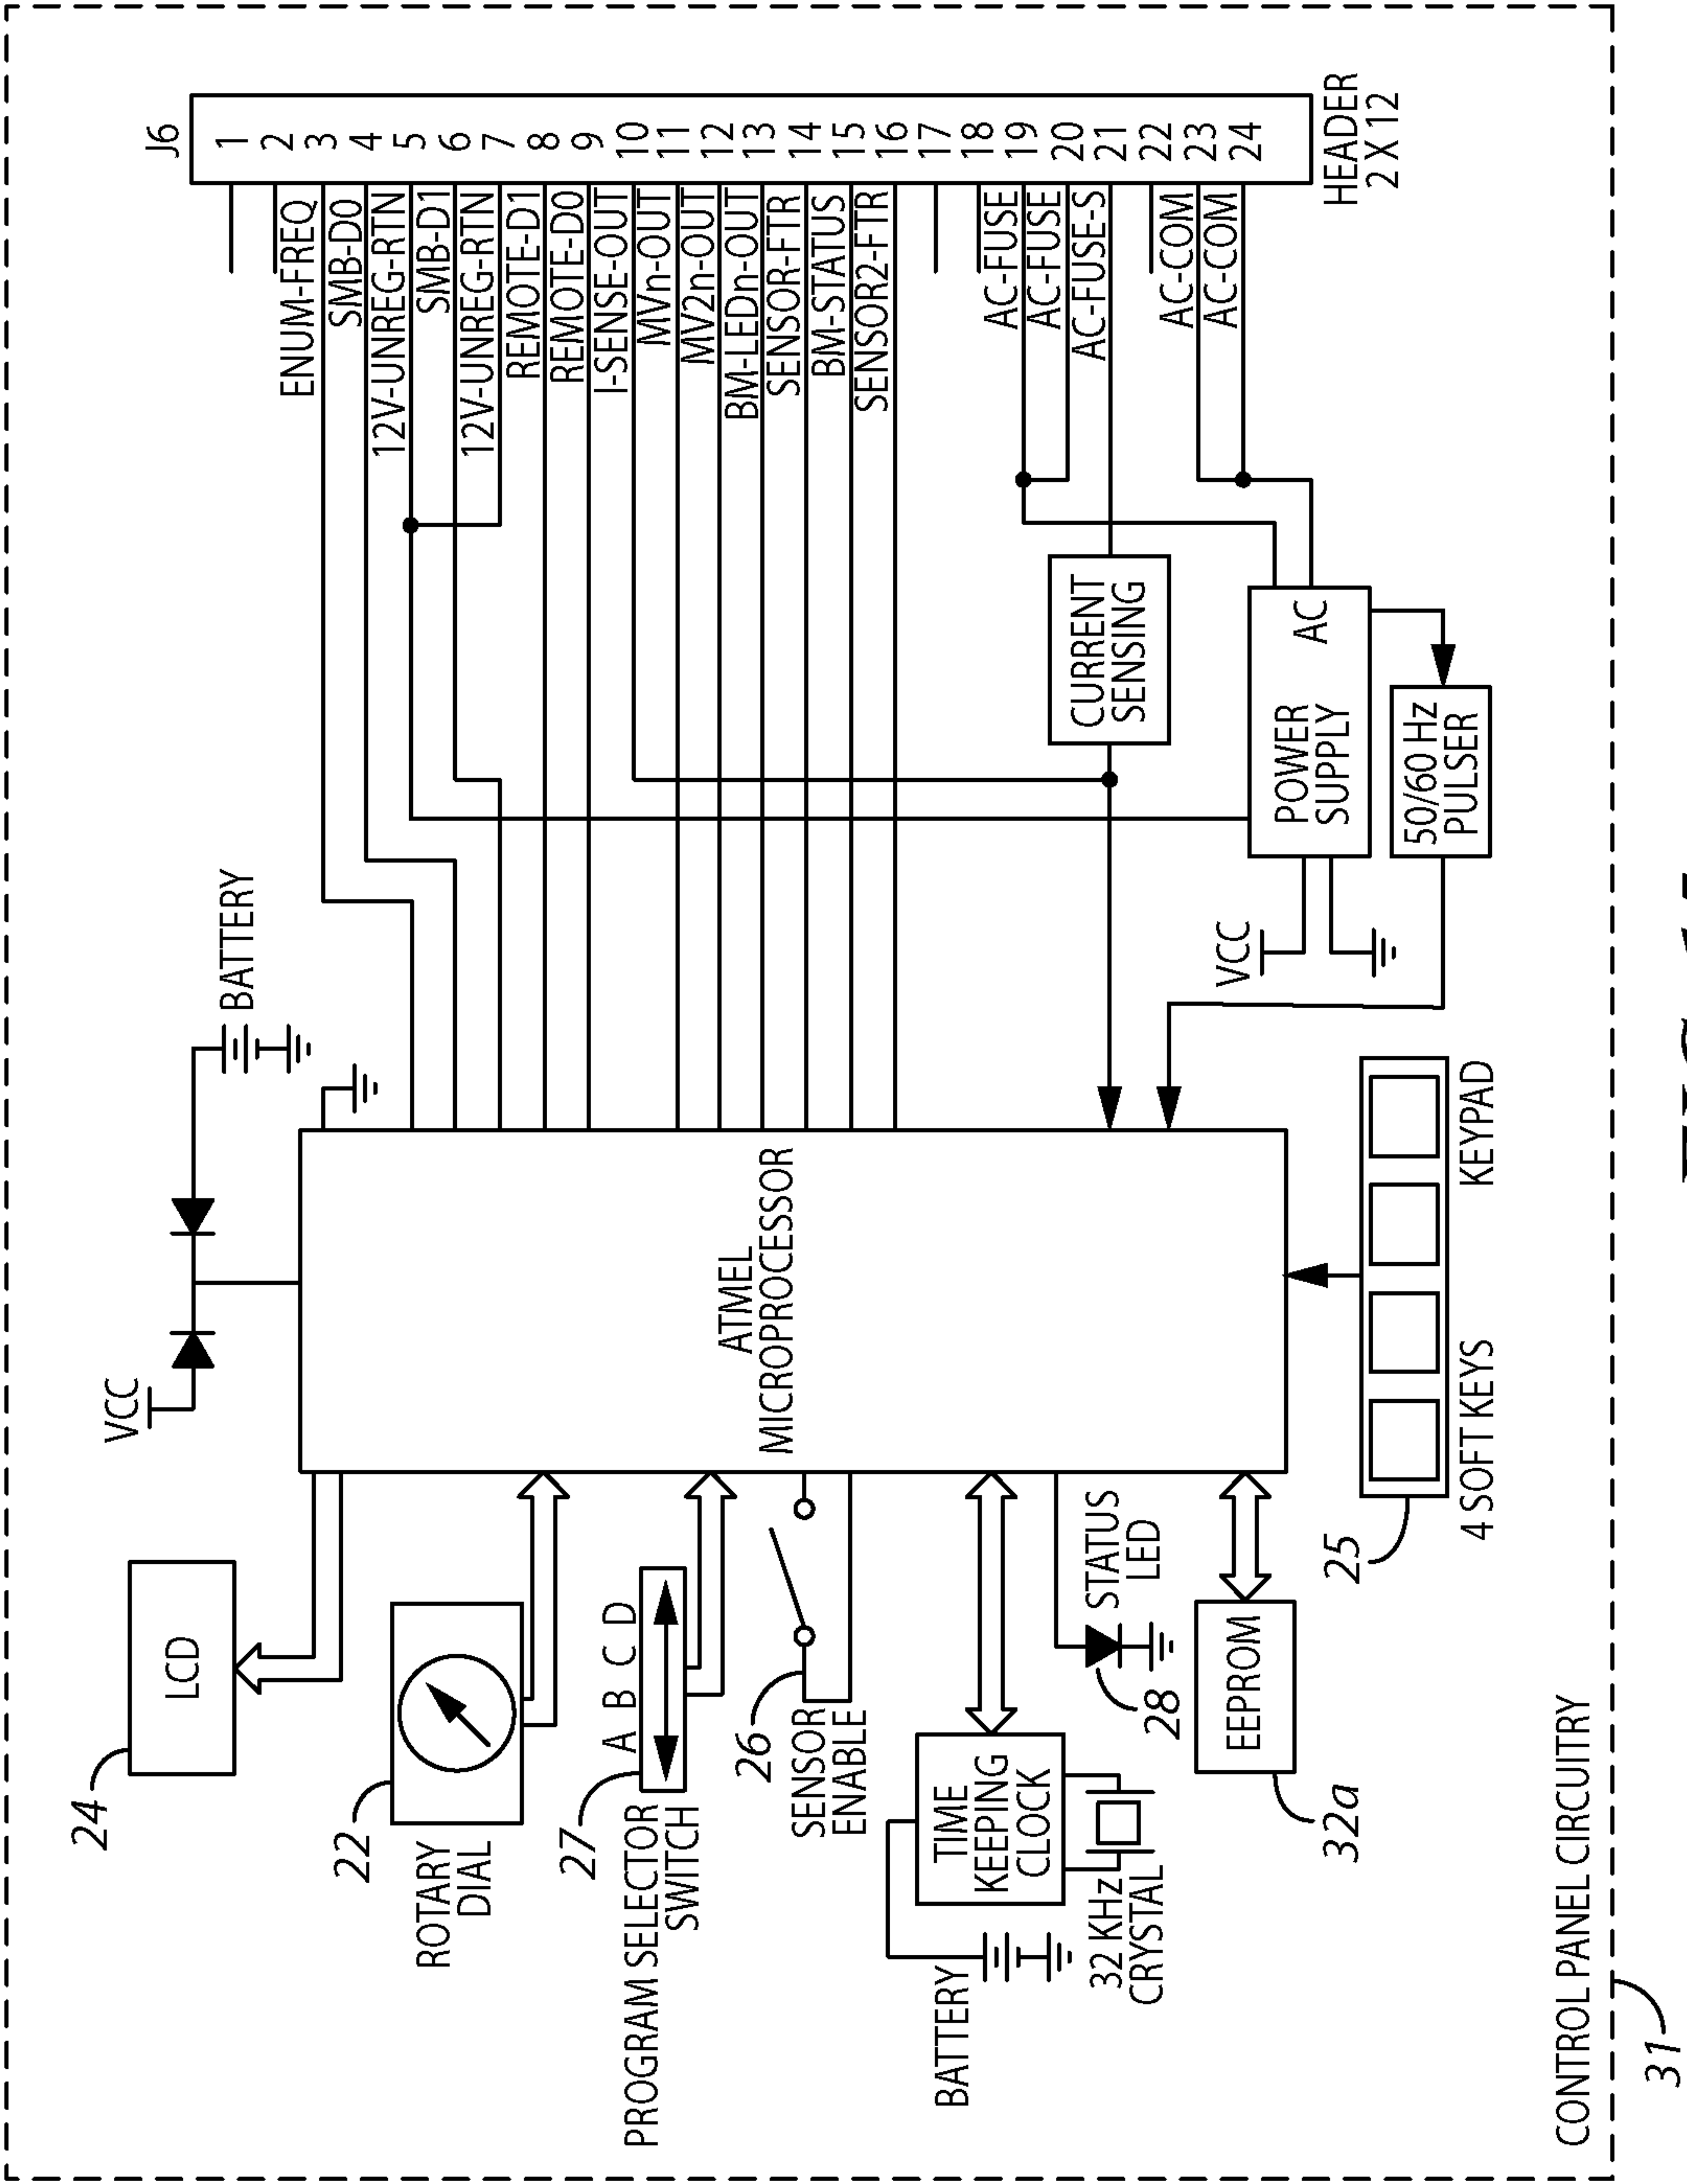 24
LCD
VCC
BATTERY
J6
22
ROTARY
DIAL
27
PROGRAM SELECTOR
SWITCH
A B C D
26
SENSOR
ENABLE
BATTERY
TIME
KEEPING
CLOCK
32 KHz
CRYSTAL
28
STATUS
LED
EEPROM
32a
ATMEL
MICROPROCESSOR
25
4 SOFT KEYS
KEYPAD
1
2
ENUM-FREQ 3
SMB-D0 4
12V-UNREG-RTN 5
SMB-D1 6
12V-UNREG-RTN 7
REMOTE-D1 8
REMOTE-D0 9
I-SENSE-OUT 10
MVn-OUT 11
MV2n-OUT 12
BM-LEDn-OUT 13
SENSOR-FTR 14
BM-STATUS 15
SENSOR2-FTR 16
17
18
AC-FUSE 19
AC-FUSE 20
AC-FUSE-S 21
22
AC-COM 23
AC-COM 24
HEADER
2 X 12
CURRENT
SENSING
VCC
POWER
SUPPLY
AC
50/60 Hz
PULSER
CONTROL PANEL CIRCUITRY
31